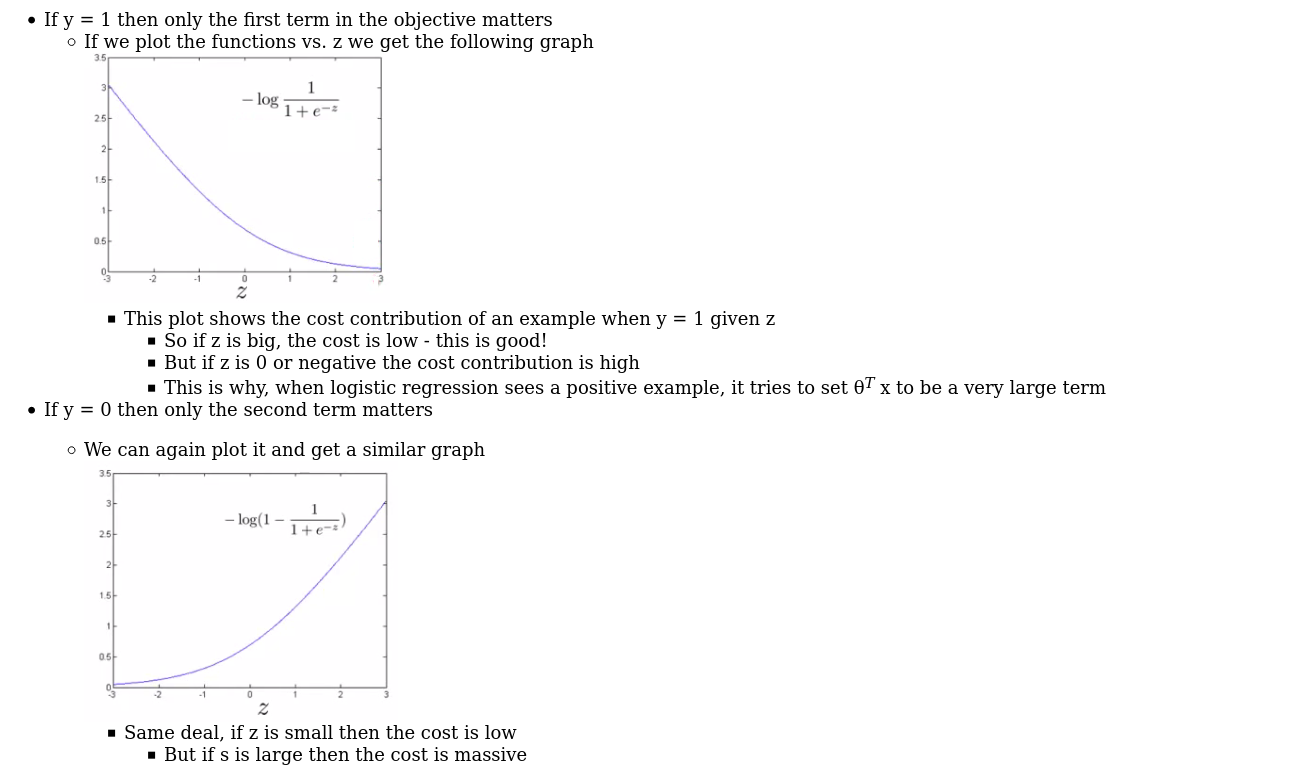 • If y = 1 then only the first term in the objective matters
○ If we plot the functions vs. z we get the following graph
3.5
3
2.5
2
1.5
1
0.5
0
− log 1 / (1 + e^{−z})
-3 -2 -1 0 1 2 3
z
▪ This plot shows the cost contribution of an example when y = 1 given z
▪ So if z is big, the cost is low - this is good!
▪ But if z is 0 or negative the cost contribution is high
▪ This is why, when logistic regression sees a positive example, it tries to set θ^T x to be a very large term
• If y = 0 then only the second term matters
○ We can again plot it and get a similar graph
3.5
3
2.5
2
1.5
1
0.5
0
− log(1 − 1 / (1 + e^{−z}))
-3 -2 -1 0 1 2 3
z
▪ Same deal, if z is small then the cost is low
▪ But if s is large then the cost is massive